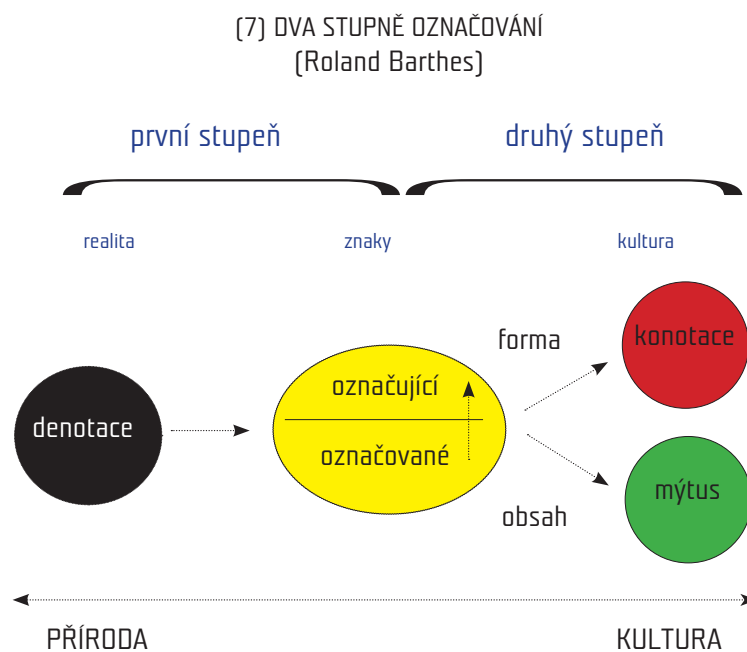 (7) DVA STUPNĚ OZNAČOVÁNÍ
(Roland Barthes)
první stupeň druhý stupeň
realita znaky kultura
forma konotace
označující
denotace
označované
mýtus
obsah
PŘÍRODA KULTURA